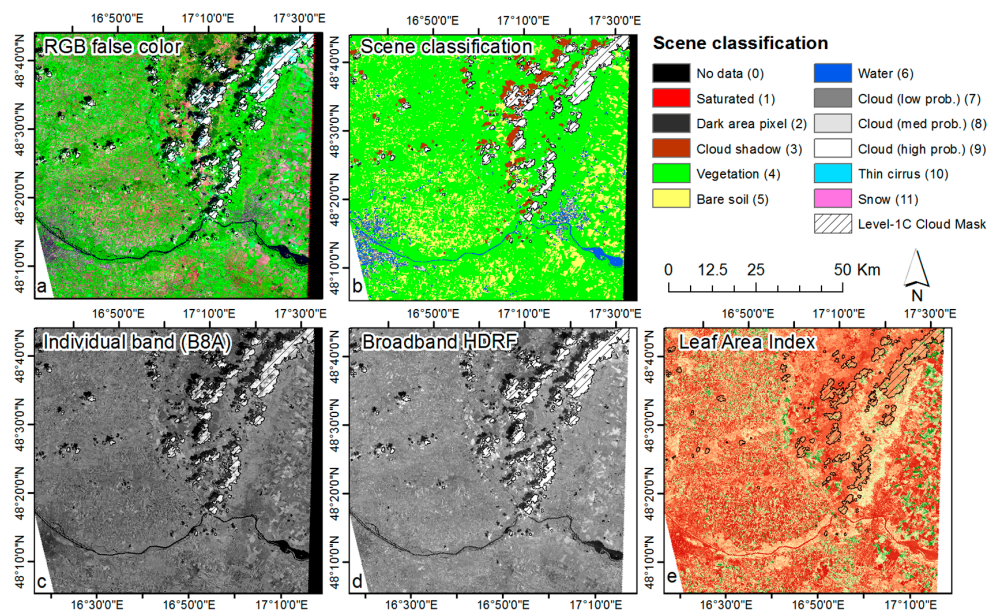 16°50'0"E 17°10'0"E 17°30'0"E
16°50'0"E 17°10'0"E 17°30'0"E
RGB false color
Scene classification
48°40'0"N
48°30'0"N
48°20'0"N
48°10'0"N
a
48°40'0"N
48°30'0"N
48°20'0"N
48°10'0"N
b
Scene classification
No data (0)
Saturated (1)
Dark area pixel (2)
Cloud shadow (3)
Vegetation (4)
Bare soil (5)
Water (6)
Cloud (low prob.) (7)
Cloud (med prob.) (8)
Cloud (high prob.) (9)
Thin cirrus (10)
Snow (11)
Level-1C Cloud Mask
0 12.5 25 50 Km
N
16°50'0"E 17°10'0"E
16°50'0"E 17°10'0"E
16°50'0"E 17°10'0"E 17°30'0"E
Individual band (B8A)
Broadband HDRF
Leaf Area Index
48°40'0"N
48°30'0"N
48°20'0"N
48°10'0"N
c
48°40'0"N
48°30'0"N
48°20'0"N
48°10'0"N
d
48°40'0"N
48°30'0"N
48°20'0"N
48°10'0"N
e
16°30'0"E 16°50'0"E 17°10'0"E
16°30'0"E 16°50'0"E 17°10'0"E
16°30'0"E 16°50'0"E 17°10'0"E